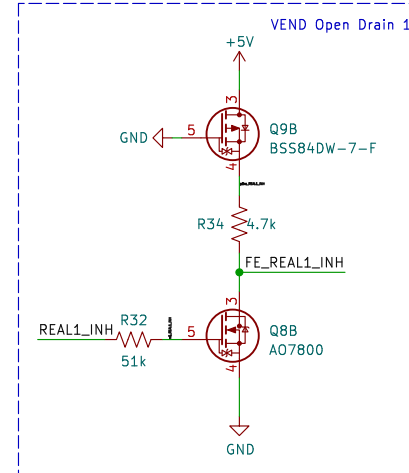 VEND Open Drain 1
+5V
3
GND
5
Q9B
BSS84DW-7-F
4
R34
4.7k
FE_REAL1_INH
3
REAL1_INH
R32
51k
5
Q8B
AO7800
4
GND